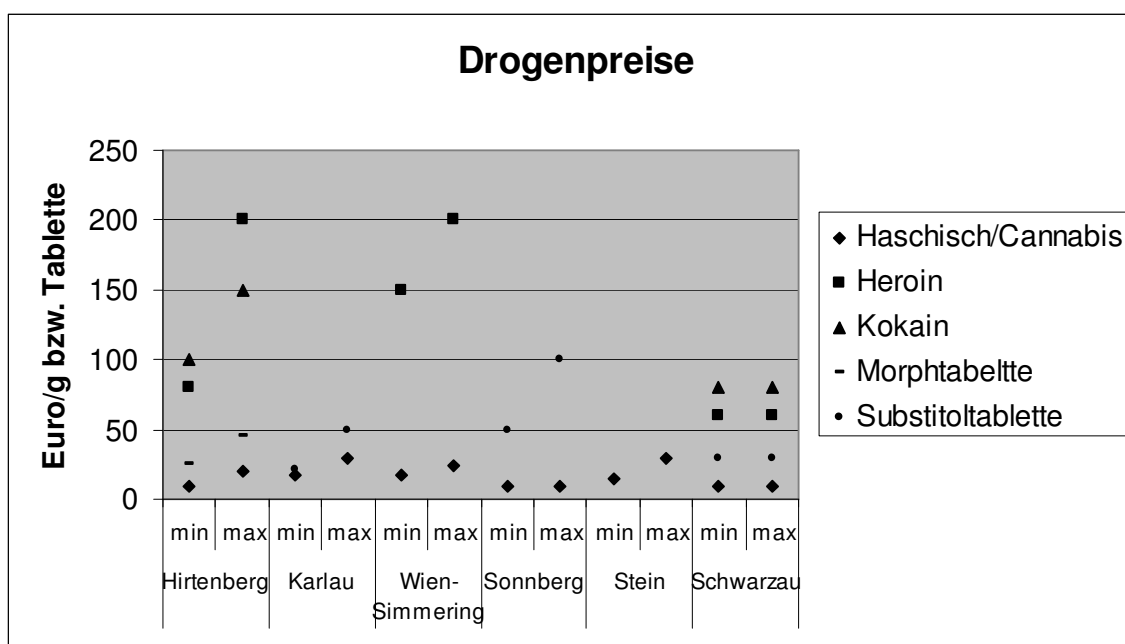 Drogenpreise
Euro/g bzw. Tablette
250
200
150
100
50
0
min max min max min max min max min max min max
Hirtenberg Karlau Wien- Sonnberg Stein Schwarzau
Simmering
Haschisch/Cannabis
Heroin
Kokain
Morphtabeltte
Substitoltablette